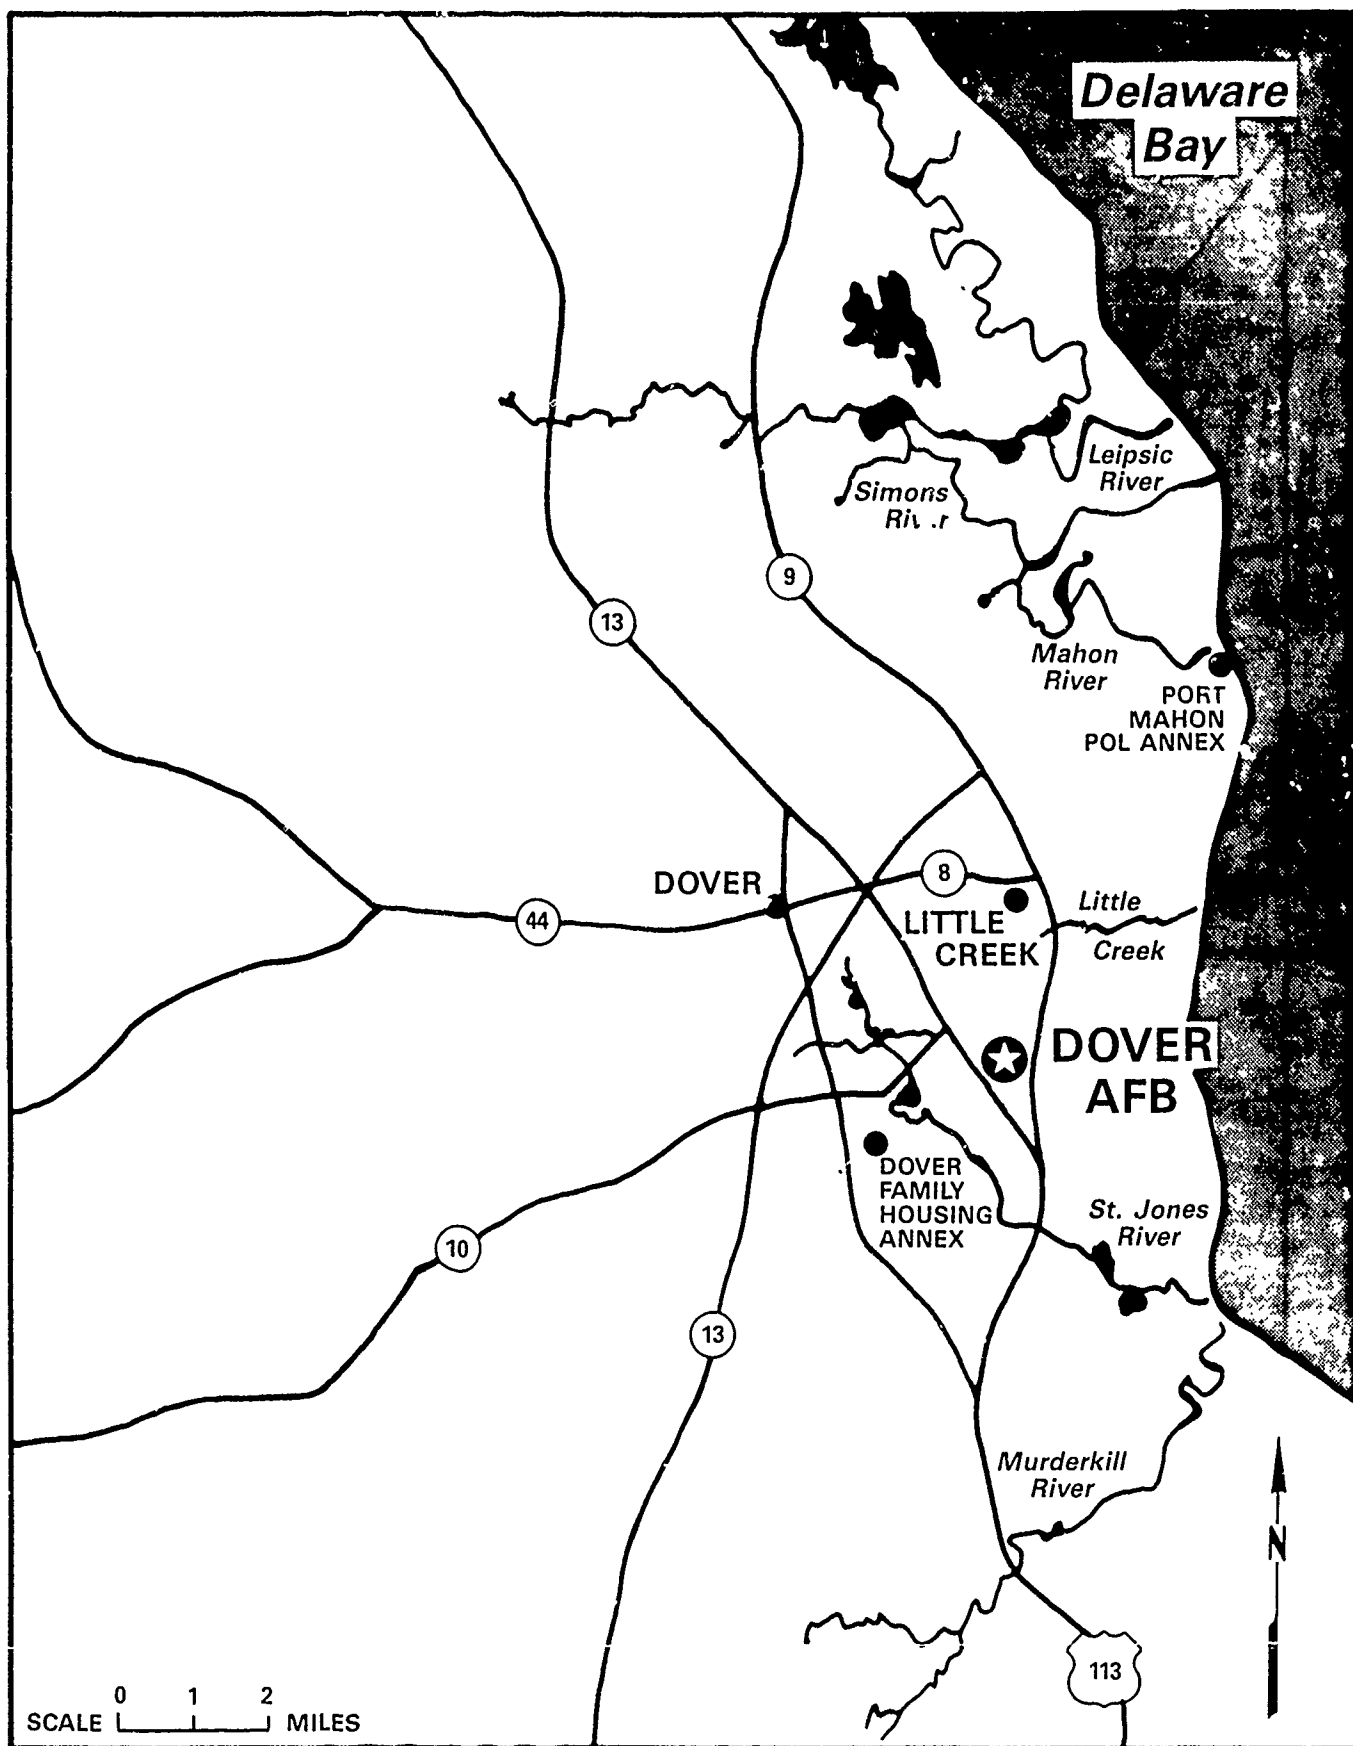 Delaware
Bay
Leipsic
River
Simons
9
13
Mahon
River
PORT
MAHON
POL ANNEX
DOVER
8
44
LITTLE
CREEK
Little
Creek
DOVER
AFB
DOVER
FAMILY
HOUSING
ANNEX
St. Jones
River
10
13
Murderkill
River
N
113
0 1 2
SCALE MILES